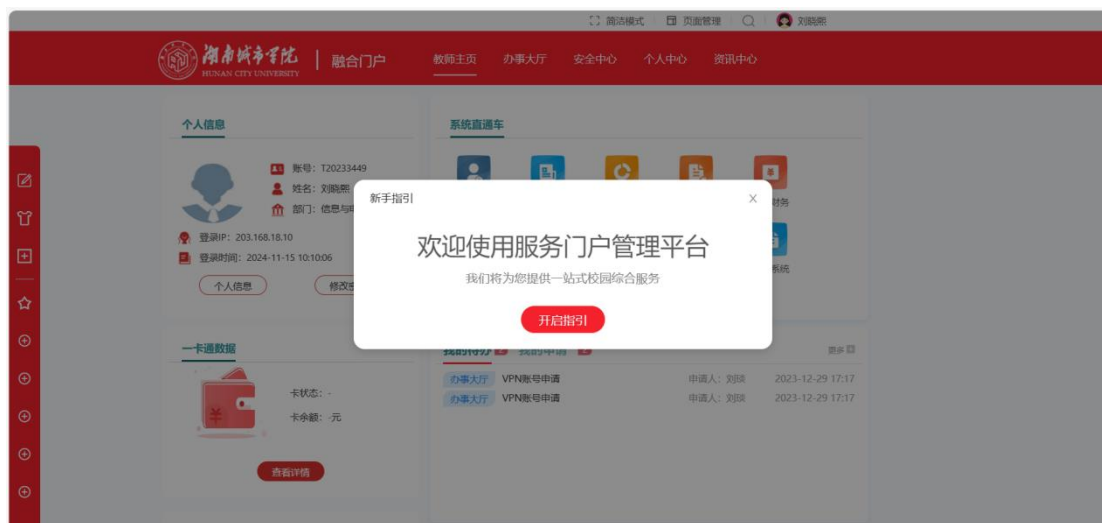 简洁模式 页面管理 刘晓熙
湖南城市学院
HUNAN CITY UNIVERSITY
融合门户
教师主页 办事大厅 安全中心 个人中心 资讯中心
个人信息
系统直通车
账号: T20233449
姓名: 刘晓熙
部门: 信息与
登录IP: 203.168.18.10
登录时间: 2024-11-15 10:10:06
个人信息 修改
财务
系统
新手指引
欢迎使用服务门户管理平台
我们将为您提供一站式校园综合服务
开启指引
一卡通数据
卡状态: -
卡余额: -元
查看详情
我的待办 2 我的申请 更多
办事大厅 VPN账号申请 申请人: 刘琰 2023-12-29 17:17
办事大厅 VPN账号申请 申请人: 刘琰 2023-12-29 17:17